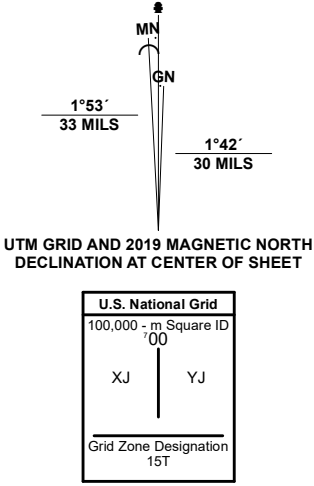 MN
GN
1°53´
33 MILS
1°42´
30 MILS
UTM GRID AND 2019 MAGNETIC NORTH
DECLINATION AT CENTER OF SHEET
U.S. National Grid
100,000 - m Square ID
⁷00
XJ YJ
Grid Zone Designation
15T